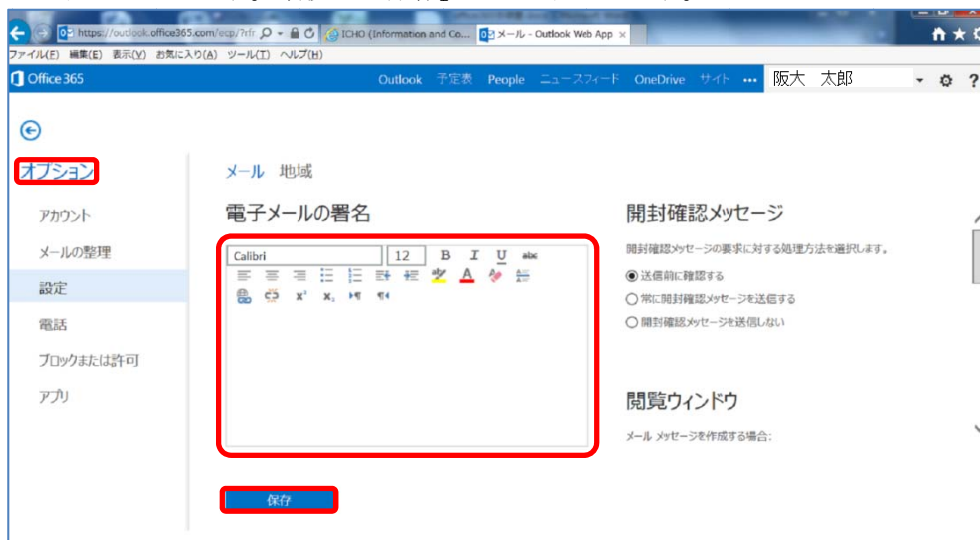 https://outlook.office365.com/ecp/?rfr
ICHO (Information and Co...
メール - Outlook Web App
ファイル(F) 編集(E) 表示(V) お気に入り(A) ツール(T) ヘルプ(H)
Office 365 Outlook 予定表 People ニュースフィード OneDrive サイト ••• 阪大 太郎 ?
オプション
アカウント
メールの整理
設定
電話
ブロックまたは許可
アプリ
メール 地域
電子メールの署名
Calibri 12 B I U abc
ab A
x² x₂
保存
開封確認メッセージ
開封確認メッセージの要求に対する処理方法を選択します。
送信前に確認する
常に開封確認メッセージを送信する
開封確認メッセージを送信しない
閲覧ウィンドウ
メール メッセージを作成する場合: